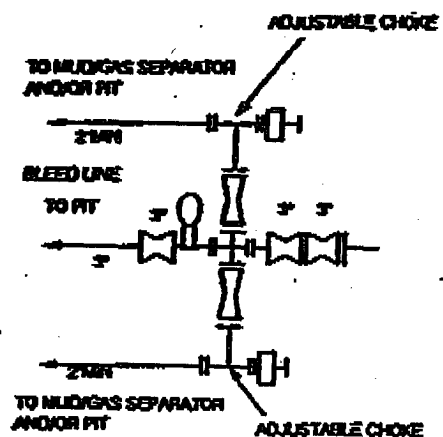 ADJUSTABLE CHOKE
TO MUD/GAS SEPARATOR
AND/OR PIT
2" MIN
BLEED LINE
TO PIT
3"
3"
3"
3"
2" MIN
TO MUD/GAS SEPARATOR
AND/OR PIT
ADJUSTABLE CHOKE